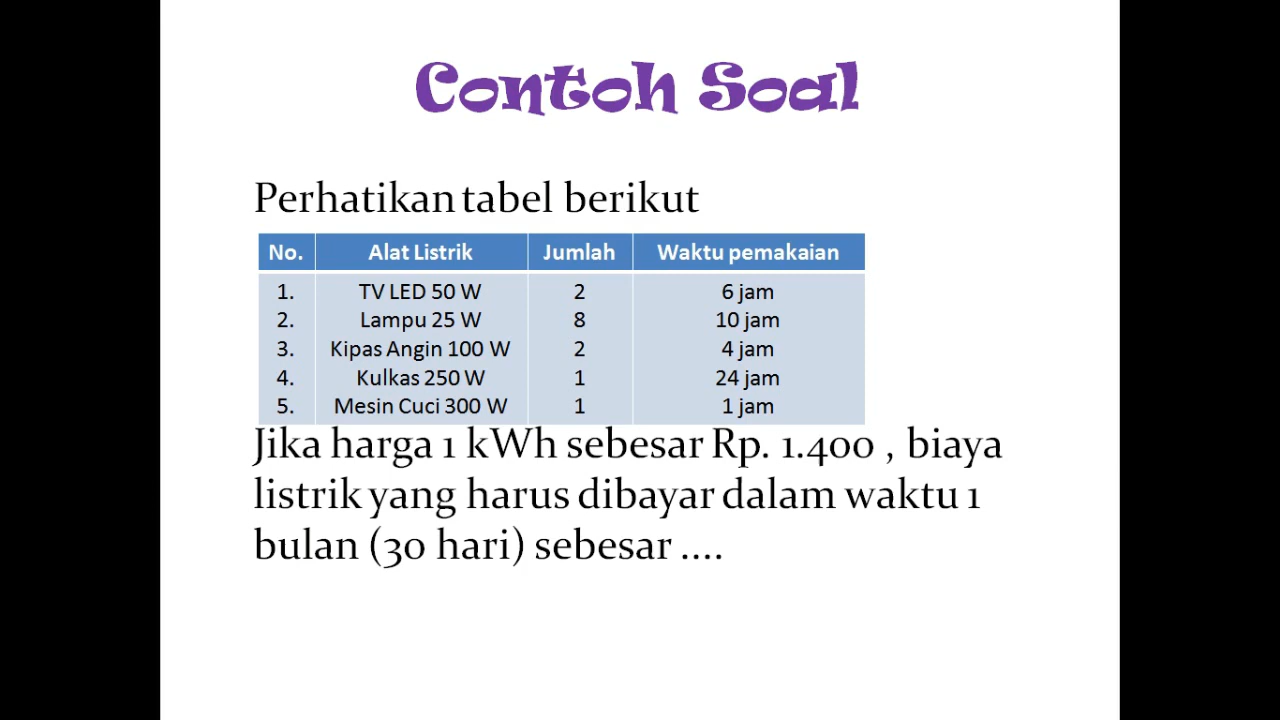 Contoh Soal
Perhatikan tabel berikut
No. Alat Listrik Jumlah Waktu pemakaian
1. TV LED 50 W 2 6 jam
2. Lampu 25 W 8 10 jam
3. Kipas Angin 100 W 2 4 jam
4. Kulkas 250 W 1 24 jam
5. Mesin Cuci 300 W 1 1 jam
Jika harga 1 kWh sebesar Rp. 1.400 , biaya
listrik yang harus dibayar dalam waktu 1
bulan (30 hari) sebesar ....